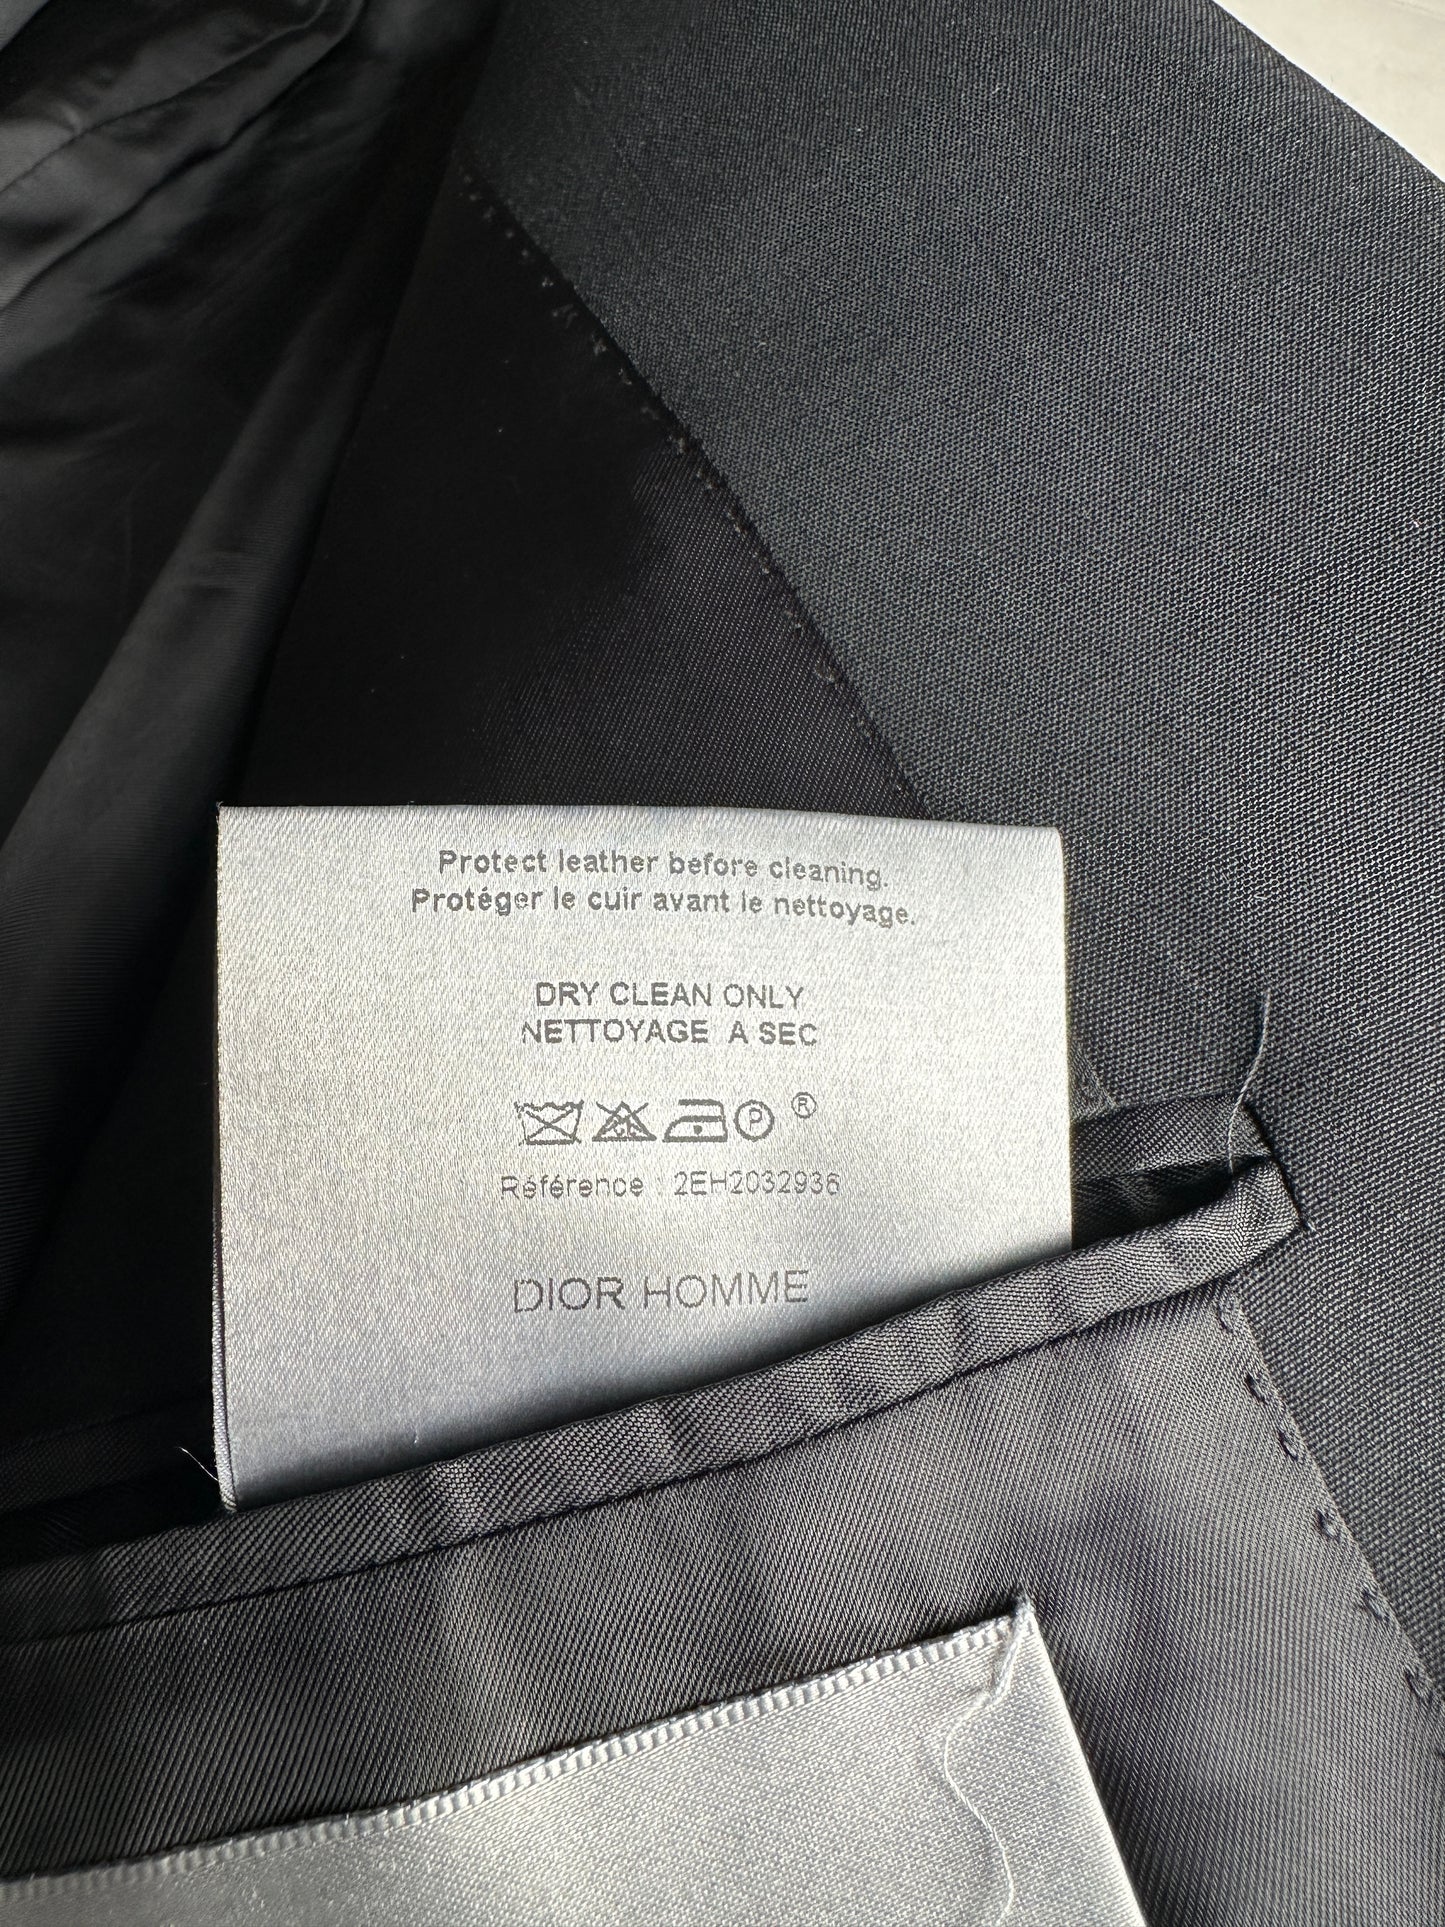 Protect leather before cleaning.
Protéger le cuir avant le nettoyage.
DRY CLEAN ONLY
NETTOYAGE A SEC
CL P ®
Référence : 2EH2032936
DIOR HOMME